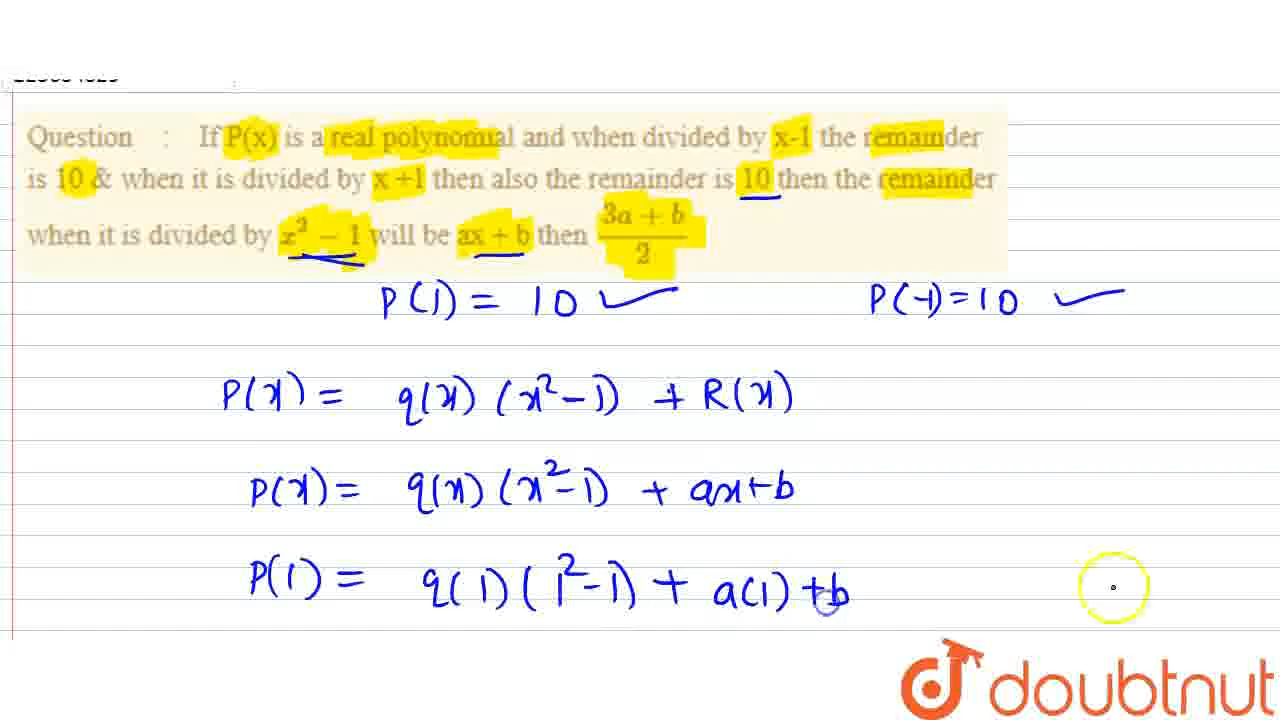 Question : If P(x) is a real polynomial and when divided by x-1 the remainder
is 10 & when it is divided by x +1 then also the remainder is 10 then the remainder
when it is divided by x² − 1 will be ax + b then (3a + b)/2
P(1) = 10 ✓ P(-1) = 10 ✓
P(x) = q(x) (x² - 1) + R(x)
P(x) = q(x) (x² - 1) + ax + b
P(1) = q(1) (1² - 1) + a(1) + b
doubtnut